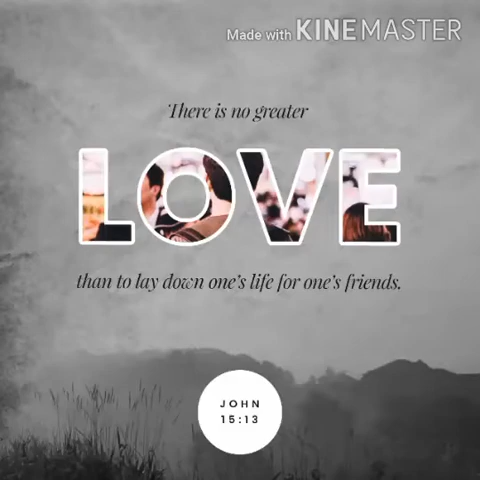 Made with KINEMASTER
There is no greater
LOVE
than to lay down one's life for one's friends.
JOHN
15:13